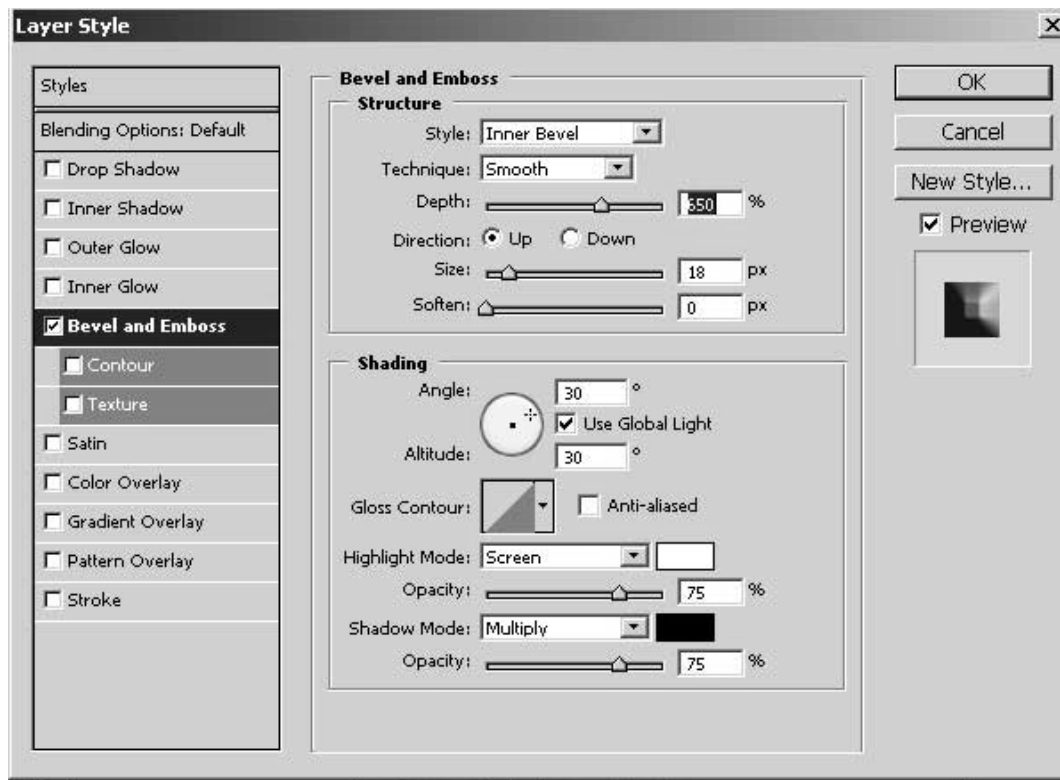 Layer Style
Styles
Blending Options: Default
Drop Shadow
Inner Shadow
Outer Glow
Inner Glow
Bevel and Emboss
Contour
Texture
Satin
Color Overlay
Gradient Overlay
Pattern Overlay
Stroke
Bevel and Emboss
Structure
Style: Inner Bevel
Technique: Smooth
Depth: 650 %
Direction: Up Down
Size: 18 px
Soften: 0 px
Shading
Angle: 30 °
Use Global Light
Altitude: 30 °
Gloss Contour: Anti-aliased
Highlight Mode: Screen
Opacity: 75 %
Shadow Mode: Multiply
Opacity: 75 %
OK
Cancel
New Style...
Preview